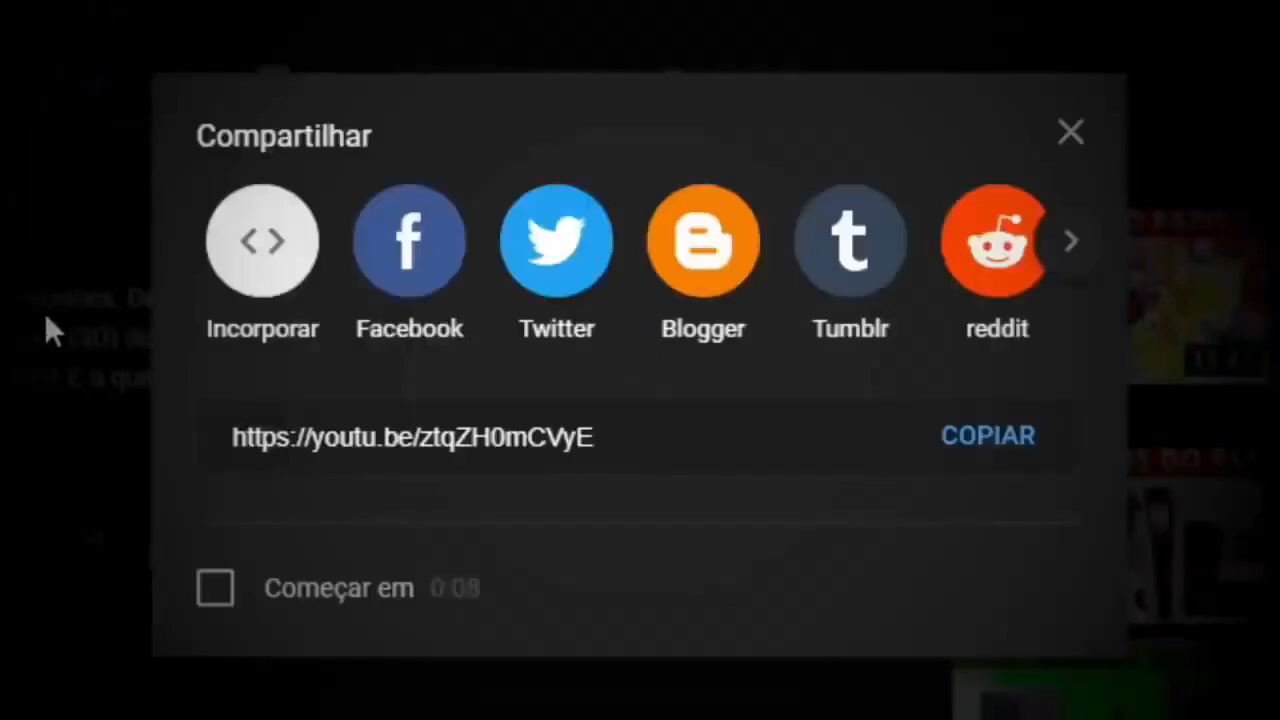 Compartilhar
Incorporar Facebook Twitter Blogger Tumblr reddit
https://youtu.be/ztqZH0mCVyE COPIAR
Começar em 0:08